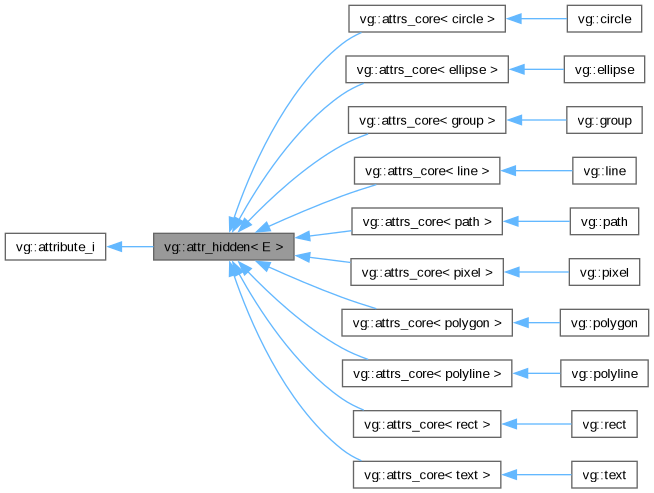 vg::attrs_core< circle >
vg::circle
vg::attrs_core< ellipse >
vg::ellipse
vg::attrs_core< group >
vg::group
vg::attrs_core< line >
vg::line
vg::attrs_core< path >
vg::path
vg::attribute_i
vg::attr_hidden< E >
vg::attrs_core< pixel >
vg::pixel
vg::attrs_core< polygon >
vg::polygon
vg::attrs_core< polyline >
vg::polyline
vg::attrs_core< rect >
vg::rect
vg::attrs_core< text >
vg::text